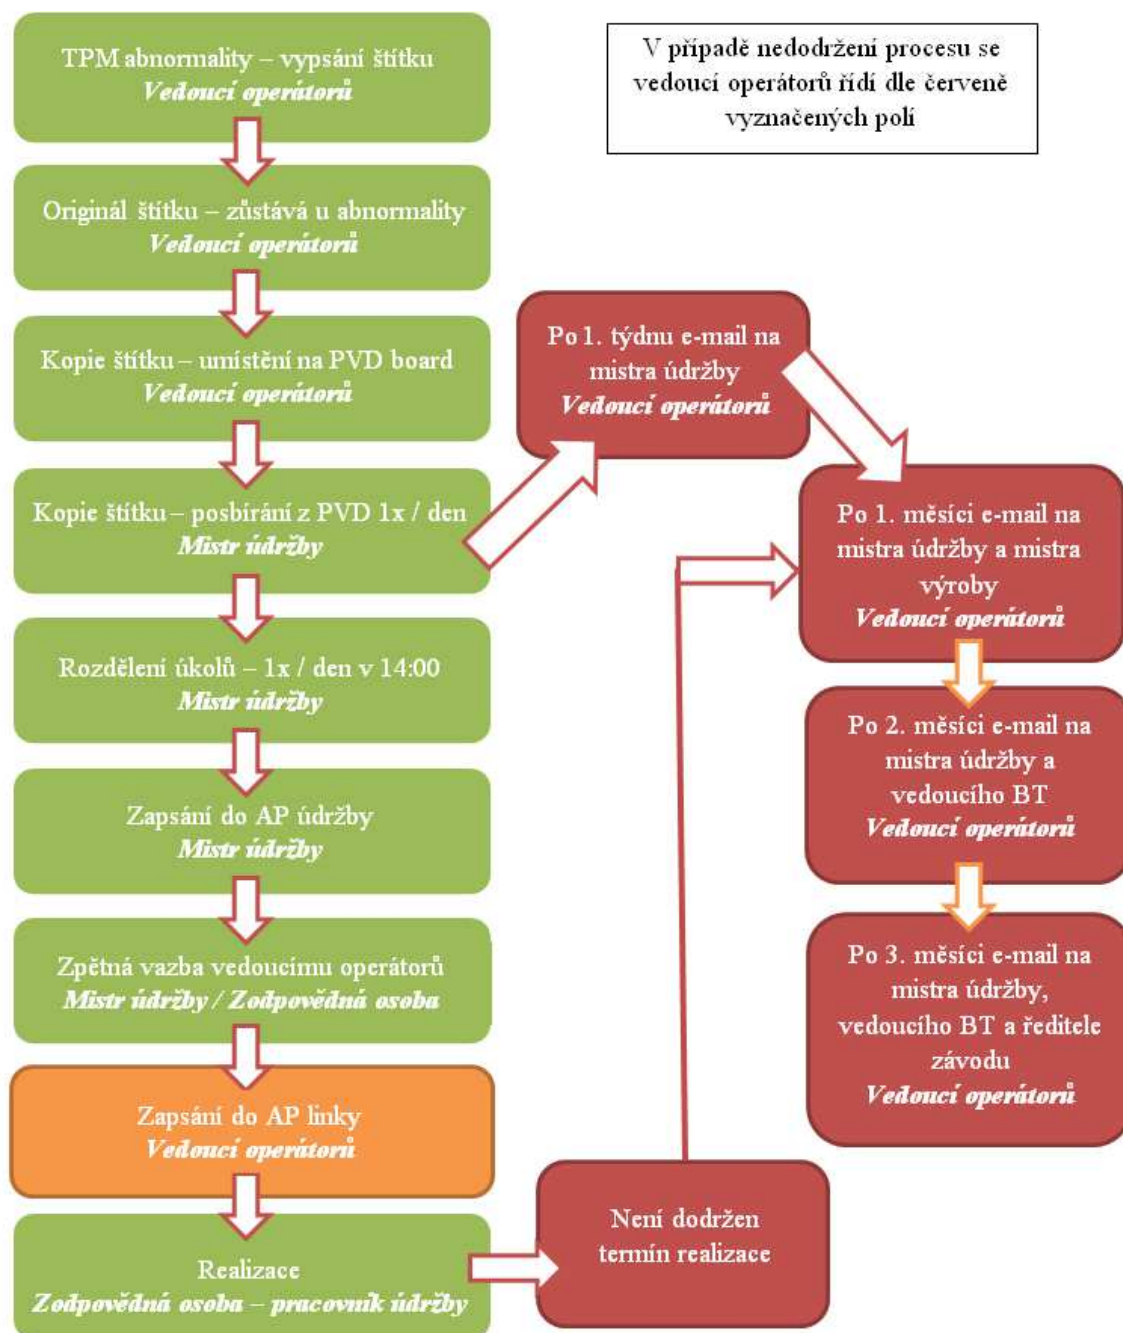 TPM abnormality – vypsání štítku
Vedoucí operátorů
V případě nedodržení procesu se
vedoucí operátorů řídí dle červeně
vyznačených polí
Originál štítku – zůstává u abnormality
Vedoucí operátorů
Kopie štítku – umístění na PVD board
Vedoucí operátorů
Po 1. týdnu e-mail na
mistra údržby
Vedoucí operátorů
Kopie štítku – posbírání z PVD 1x / den
Mistr údržby
Po 1. měsíci e-mail na
mistra údržby a mistra
výroby
Vedoucí operátorů
Rozdělení úkolů – 1x / den v 14:00
Mistr údržby
Po 2. měsíci e-mail na
mistra údržby a
vedoucího BT
Vedoucí operátorů
Zapsání do AP údržby
Mistr údržby
Zpětná vazba vedoucímu operátorů
Mistr údržby / Zodpovědná osoba
Po 3. měsíci e-mail na
mistra údržby,
vedoucího BT a ředitele
závodu
Vedoucí operátorů
Zapsání do AP linky
Vedoucí operátorů
Není dodržen
termín realizace
Realizace
Zodpovědná osoba – pracovník údržby